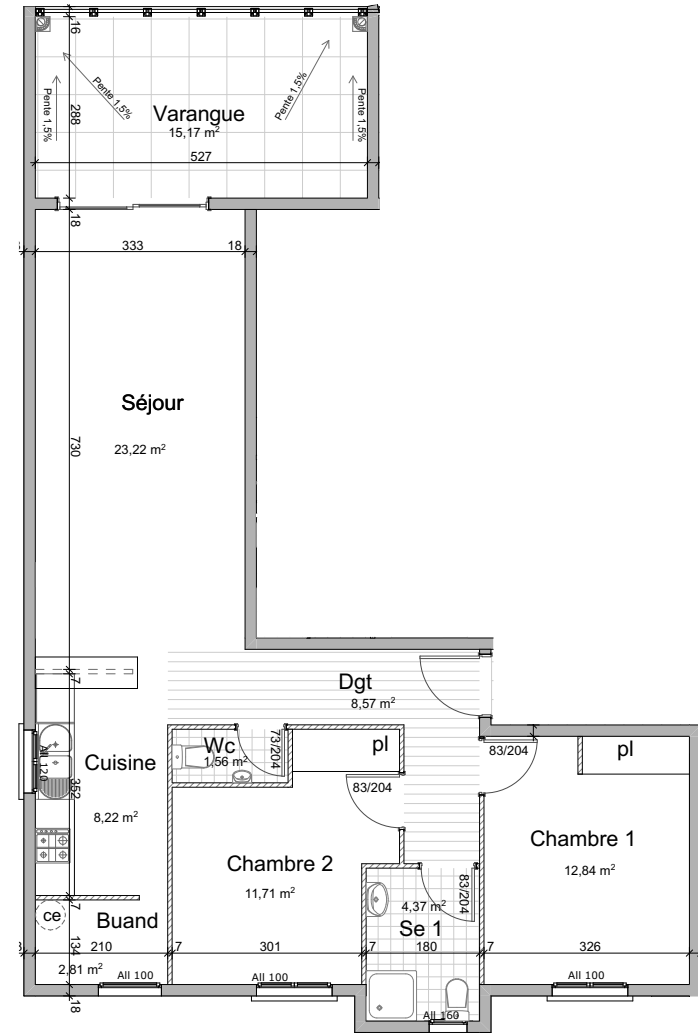 16
Pente 1,5%
Pente 1,5%
Pente 1,5%
Pente 1,5%
288
Varangue
15,17 m²
527
18
333
18
Séjour
23,22 m²
730
7
Dgt
8,57 m²
All 120
Cuisine
8,22 m²
352
Wc
1,56 m²
73/204
pl
83/204
83/204
pl
Chambre 2
11,71 m²
Chambre 1
12,84 m²
83/204
4,37 m²
Se 1
7
ce
Buand
134
210
7
301
7
180
7
326
2,81 m²
All 100
All 100
All 160
All 100
18